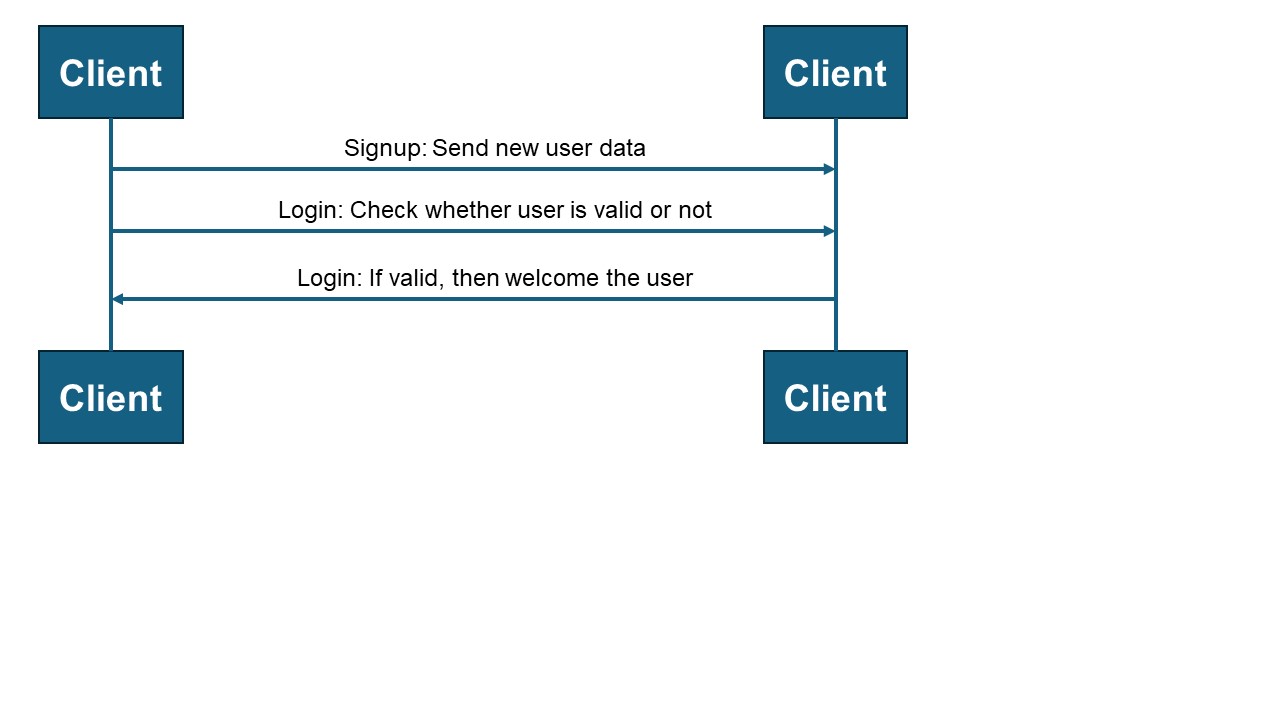 Client
Client
Signup: Send new user data
Login: Check whether user is valid or not
Login: If valid, then welcome the user
Client
Client